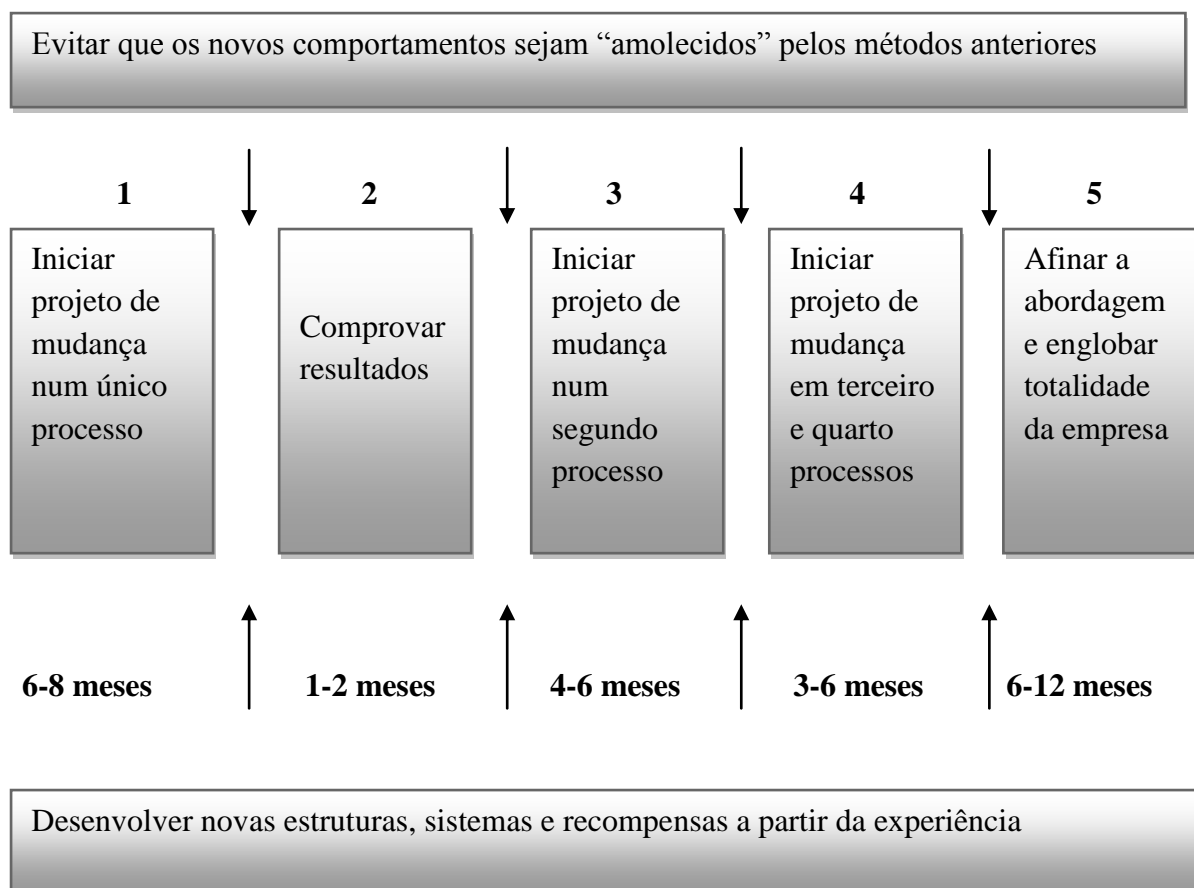 Evitar que os novos comportamentos sejam “amolecidos” pelos métodos anteriores
1
2
3
4
5
Iniciar
projeto de
mudança
num único
processo
Comprovar
resultados
Iniciar
projeto de
mudança
num
segundo
processo
Iniciar
projeto de
mudança
em terceiro
e quarto
processos
Afinar a
abordagem
e englobar
totalidade
da empresa
6-8 meses
1-2 meses
4-6 meses
3-6 meses
6-12 meses
Desenvolver novas estruturas, sistemas e recompensas a partir da experiência